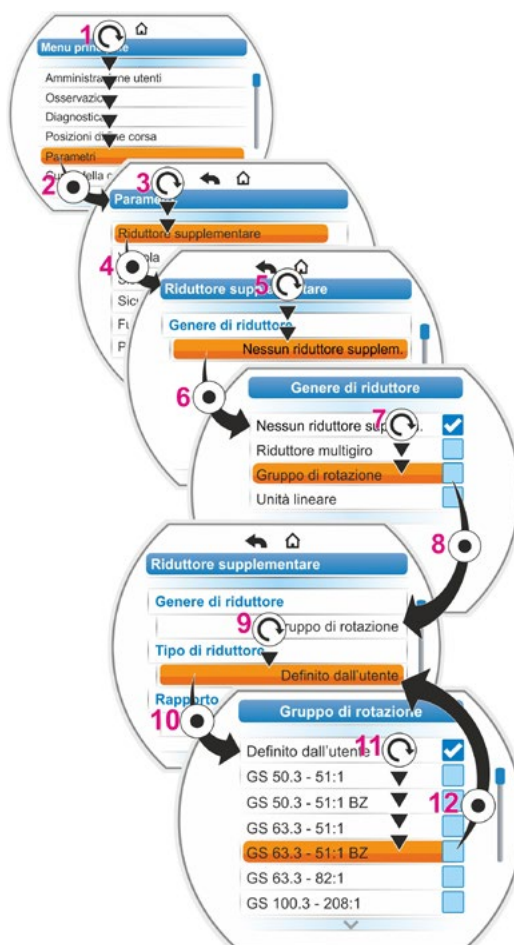 1
Menu principale
Amministrazione utenti
Osservazioni
Diagnostica
Posizioni di fine corsa
Parametri
2
3
Parametri
Riduttore supplementare
4
5
Riduttore supplementare
Genere di riduttore
Nessun riduttore supplem.
6
Genere di riduttore
Nessun riduttore supplem.
7
Riduttore multigiro
Gruppo di rotazione
Unità lineare
8
Riduttore supplementare
Genere di riduttore
9
Gruppo di rotazione
Tipo di riduttore
Definito dall'utente
Rapporto
10
Gruppo di rotazione
Definito dall'utente
11
GS 50.3 - 51:1
GS 50.3 - 51:1 BZ
12
GS 63.3 - 51:1
GS 63.3 - 51:1 BZ
GS 63.3 - 82:1
GS 100.3 - 208:1